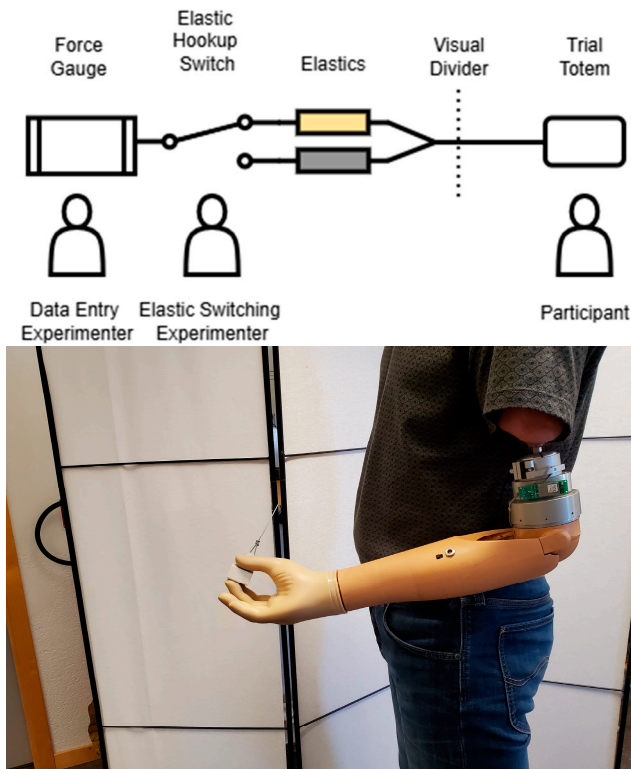 Force
Gauge
Elastic
Hookup
Switch
Elastics
Visual
Divider
Trial
Totem
Data Entry
Experimenter
Elastic Switching
Experimenter
Participant